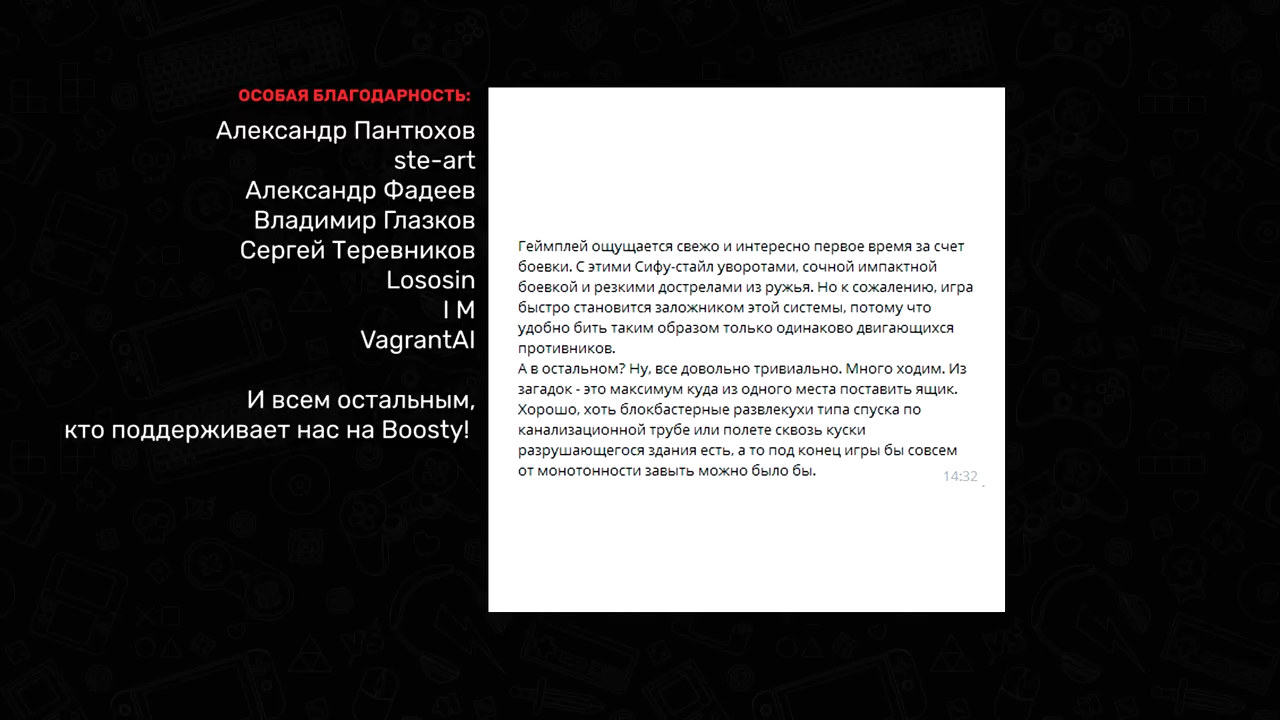 ОСОБАЯ БЛАГОДАРНОСТЬ:
Александр Пантюхов
ste-art
Александр Фадеев
Владимир Глазков
Сергей Теревников
Lososin
I M
VagrantAI
И всем остальным,
кто поддерживает нас на Boosty!
Геймплей ощущается свежо и интересно первое время за счет
боевки. С этими Сифу-стайл уворотами, сочной импактной
боевкой и резкими дострелами из ружья. Но к сожалению, игра
быстро становится заложником этой системы, потому что
удобно бить таким образом только одинаково двигающихся
противников.
А в остальном? Ну, все довольно тривиально. Много ходим. Из
загадок - это максимум куда из одного места поставить ящик.
Хорошо, хоть блокбастерные развлекухи типа спуска по
канализационной трубе или полете сквозь куски
разрушающегося здания есть, а то под конец игры бы совсем
от монотонности завыть можно было бы.
14:32